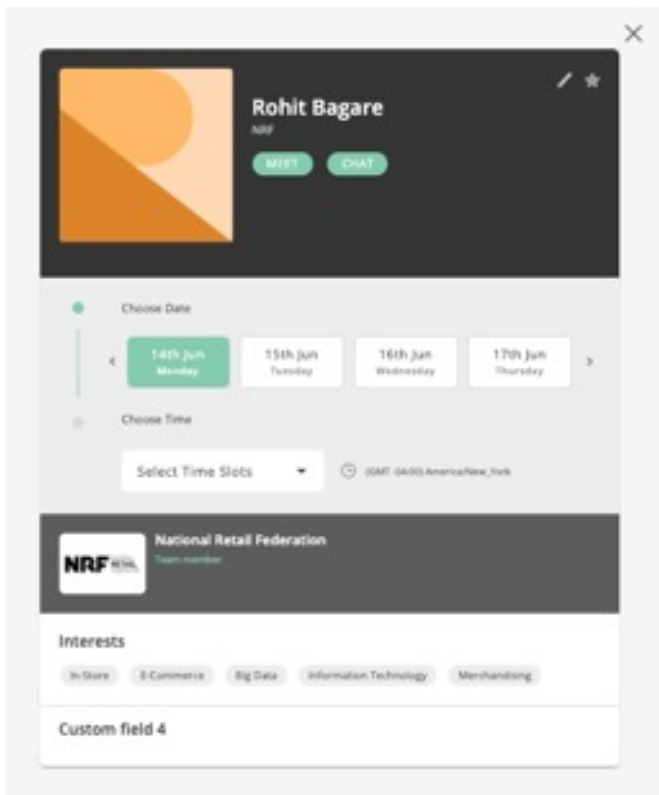 Rohit Bagare
NRF
MEET CHAT
Choose Date
14th Jun 15th Jun 16th Jun 17th Jun
Monday Tuesday Wednesday Thursday
Choose Time
Select Time Slots (GMT -04:00) America/New_York
National Retail Federation
NRF Team member
Interests
In-Store E-Commerce Big Data Information Technology Merchandising
Custom field 4